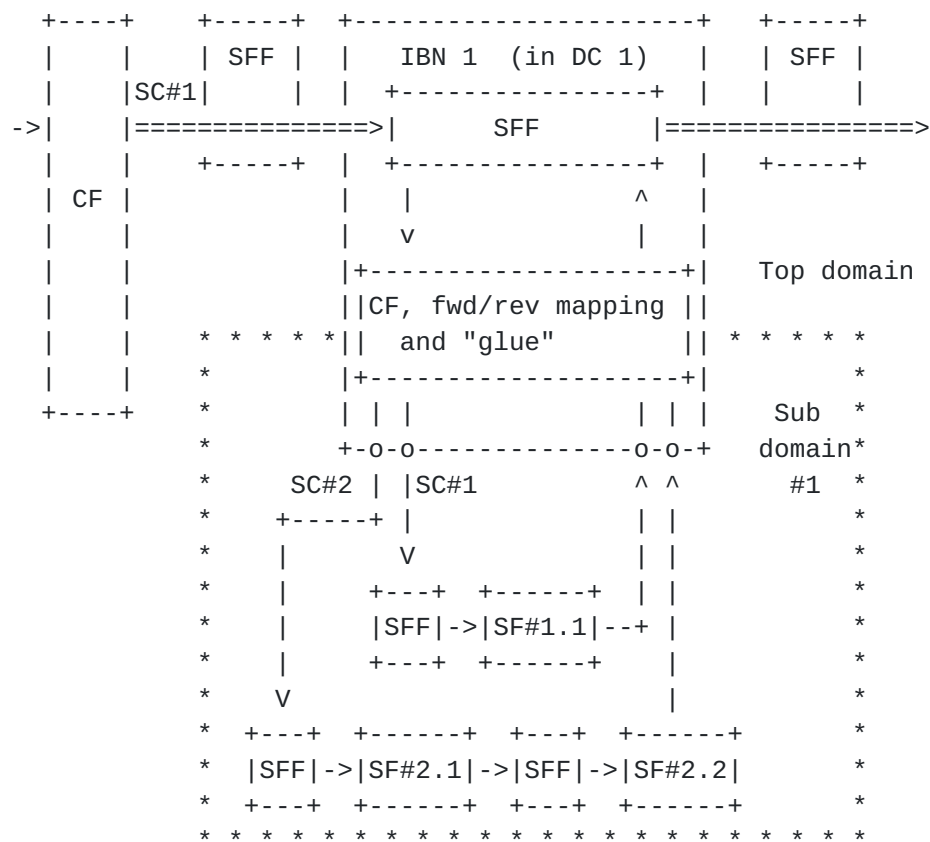 +----+    +-----+  +----------------------+   +-----+
|    |    | SFF |  |   IBN 1  (in DC 1)   |   | SFF |
|    |SC#1|     |  |  +----------------+  |   |     |
->|    |===============>|      SFF       |================>
|    |    +-----+  |  +----------------+  |   +-----+
| CF |             |   |              ^   |
|    |             |   v              |   |
|    |             |+--------------------+|   Top domain
|    |             ||CF, fwd/rev mapping ||
|    |    * * * * *||  and "glue"        || * * * * *
|    |    *        |+--------------------+|         *
+----+    *        | | |              | | |    Sub  *
*        +-o-o--------------o-o-+   domain*
*     SC#2 | |SC#1          ^ ^       #1  *
*    +-----+ |              | |           *
*    |       V              | |           *
*    |     +---+  +------+  | |           *
*    |     |SFF|->|SF#1.1|--+ |           *
*    |     +---+  +------+    |           *
*    V                        |           *
*  +---+  +------+  +---+  +------+       *
*  |SFF|->|SF#2.1|->|SFF|->|SF#2.2|       *
*  +---+  +------+  +---+  +------+       *
* * * * * * * * * * * * * * * * * * * * * *